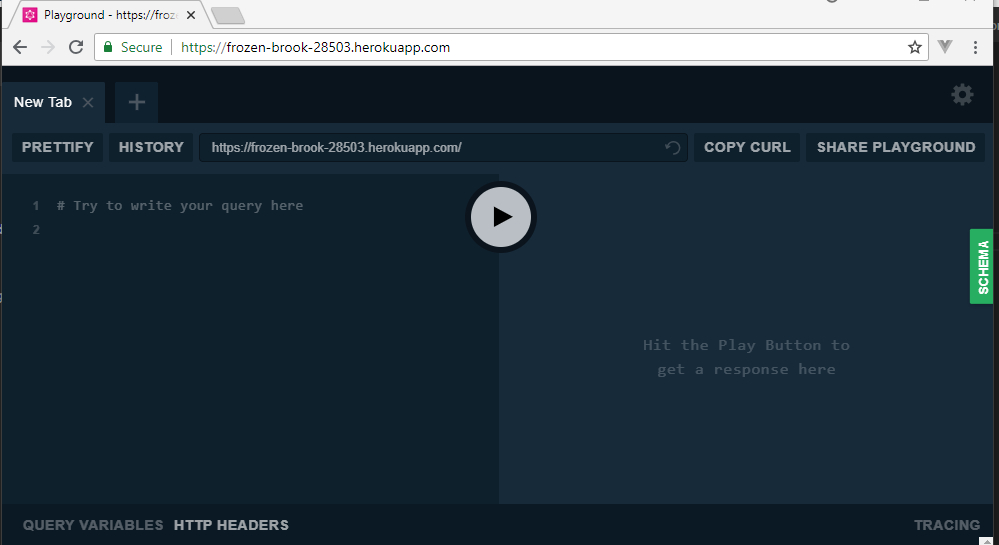 Playground - https://froz
Secure https://frozen-brook-28503.herokuapp.com
New Tab
PRETTIFY HISTORY https://frozen-brook-28503.herokuapp.com/ COPY CURL SHARE PLAYGROUND
1 # Try to write your query here
2
SCHEMA
Hit the Play Button to
get a response here
QUERY VARIABLES HTTP HEADERS TRACING